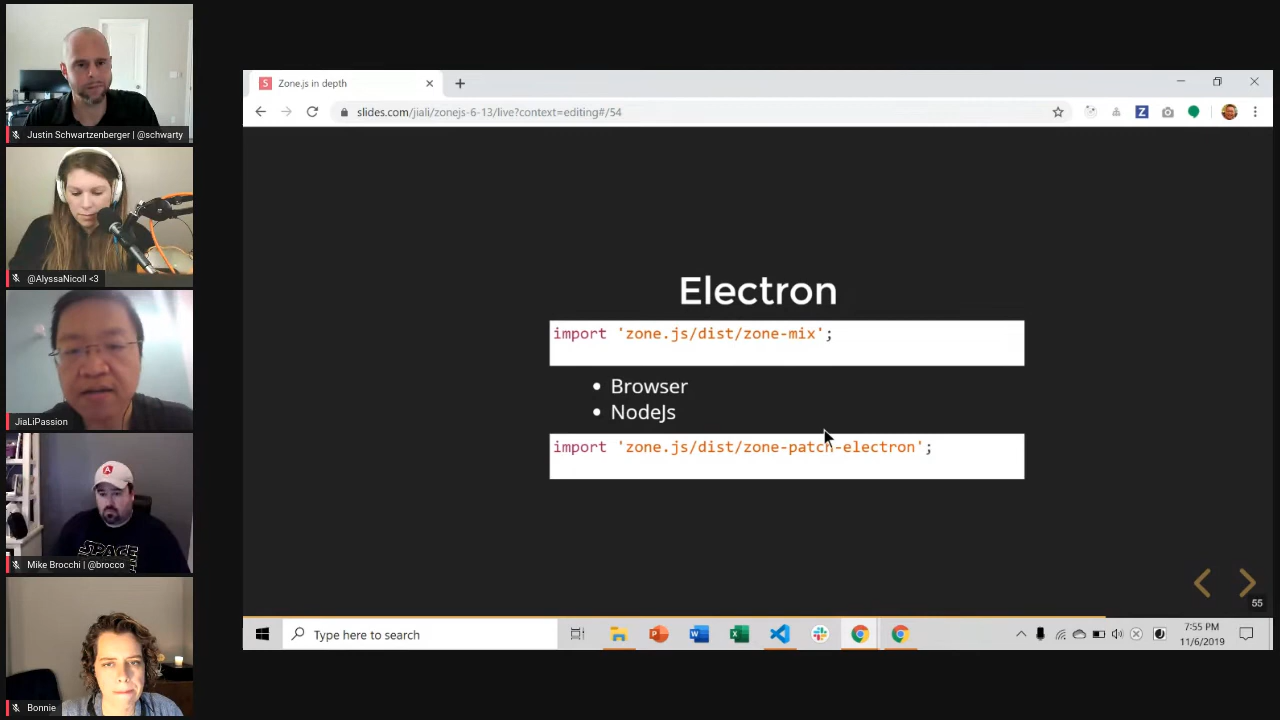 Justin Schwartzenberger | @schwarty
@AlyssaNicoll <3
JiaLiPassion
Mike Brocchi | @brocco
SPACE
Bonnie
Zone.js in depth
slides.com/jiali/zonejs-6-13/live?context=editing#/54
Electron
import 'zone.js/dist/zone-mix';
• Browser
• NodeJs
import 'zone.js/dist/zone-patch-electron';
55
Type here to search
7:55 PM
11/6/2019